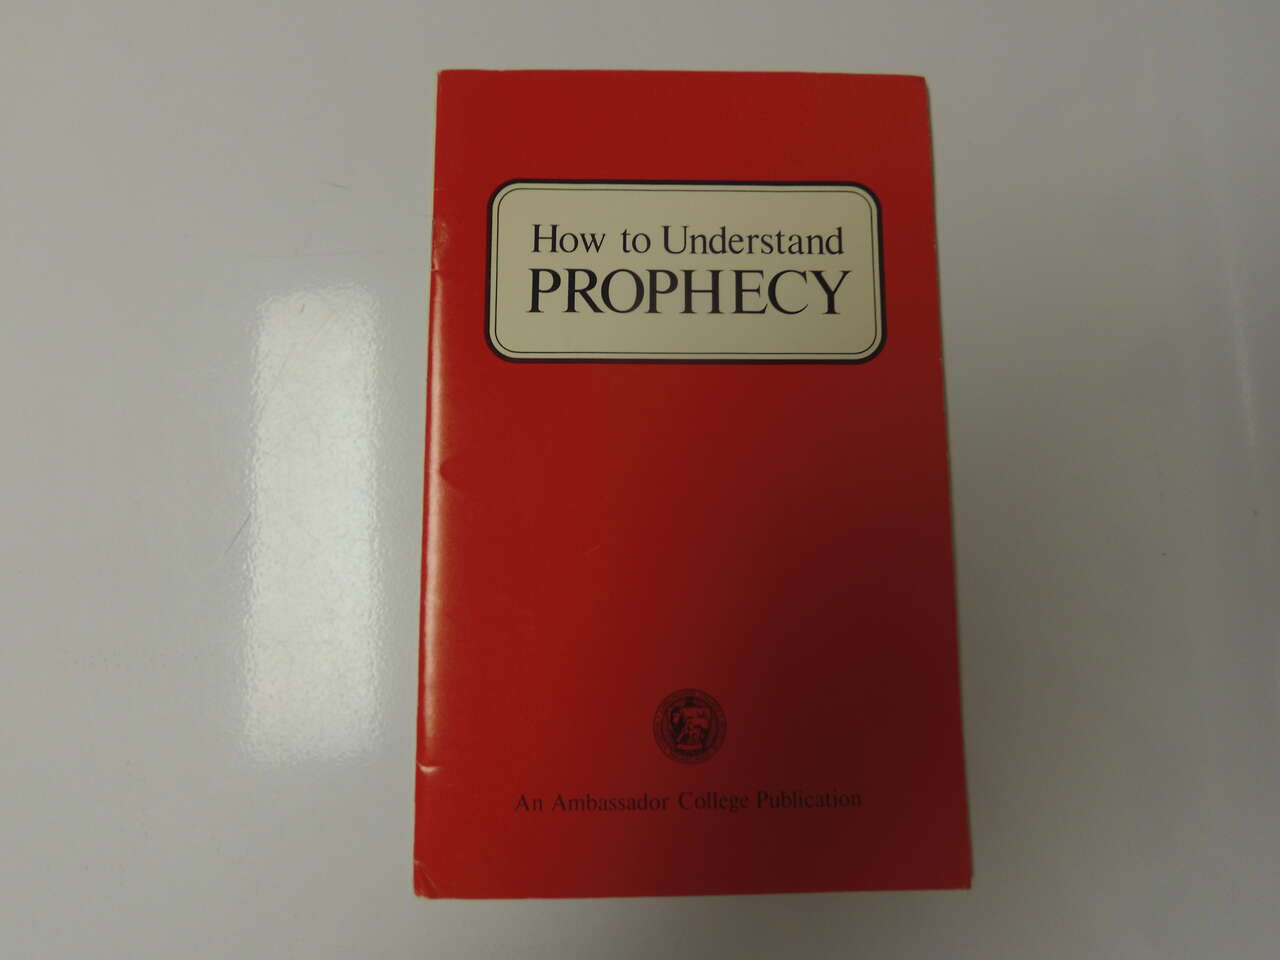 How to Understand
PROPHECY
An Ambassador College Publication